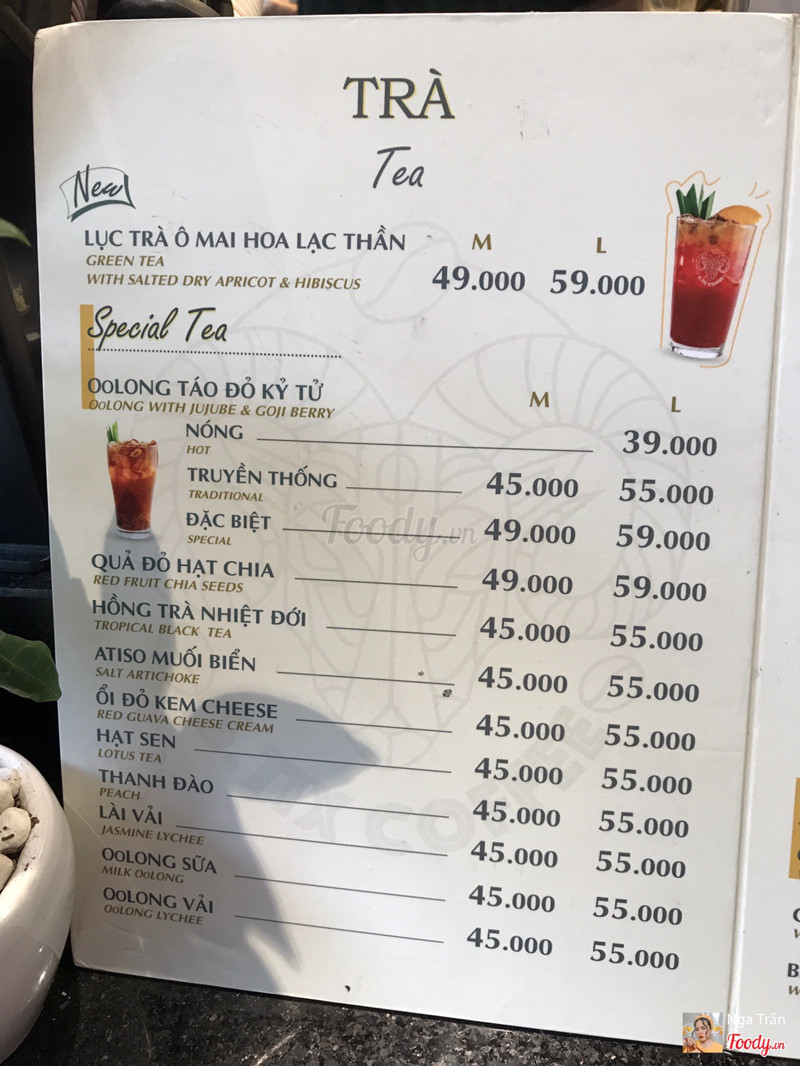 TRÀ
Tea
New
LỤC TRÀ Ô MAI HOA LẠC THẦN M L
GREEN TEA
WITH SALTED DRY APRICOT & HIBISCUS 49.000 59.000
Special Tea
OoLONG TÁO ĐỎ KỶ TỬ M L
OoLONG WITH JUJUBE & GOJI BERRY
NÓNG 39.000
HOT
TRUYỀN THỐNG 45.000 55.000
TRADITIONAL
ĐẶC BIỆT 49.000 59.000
SPECIAL
Foody.vn
QUẢ ĐỎ HẠT CHIA 49.000 59.000
RED FRUIT CHIA SEEDS
HỒNG TRÀ NHIỆT ĐỚI 45.000 55.000
TROPICAL BLACK TEA
ATISO MUỐI BIỂN 45.000 55.000
SALT ARTICHOKE
ỔI ĐỎ KEM CHEESE 45.000 55.000
RED GUAVA CHEESE CREAM
HẠT SEN 45.000 55.000
LOTUS TEA
THANH ĐÀO 45.000 55.000
PEACH
LÀI VẢI 45.000 55.000
JASMINE LYCHEE
OoLONG SỮA 45.000 55.000
MILK OoLONG
OoLONG VẢI 45.000 55.000
OoLONG LYCHEE
COFFEE
Nga Trần
Foody.vn